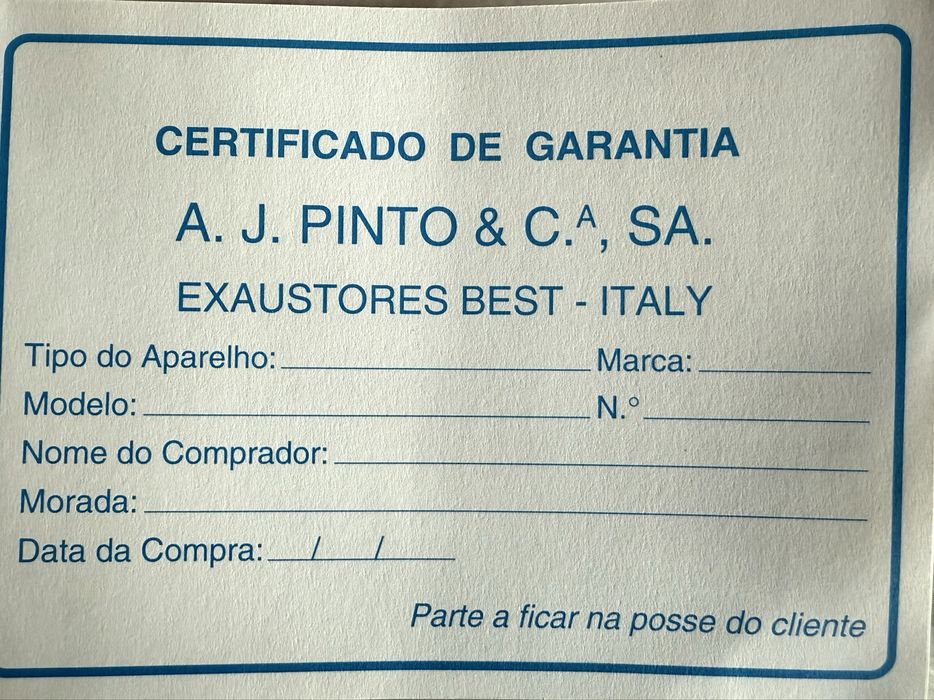 CERTIFICADO DE GARANTIA
A. J. PINTO & C.ᴬ, SA.
EXAUSTORES BEST - ITALY
Tipo do Aparelho: Marca:
Modelo: N.º
Nome do Comprador:
Morada:
Data da Compra: / /
Parte a ficar na posse do cliente